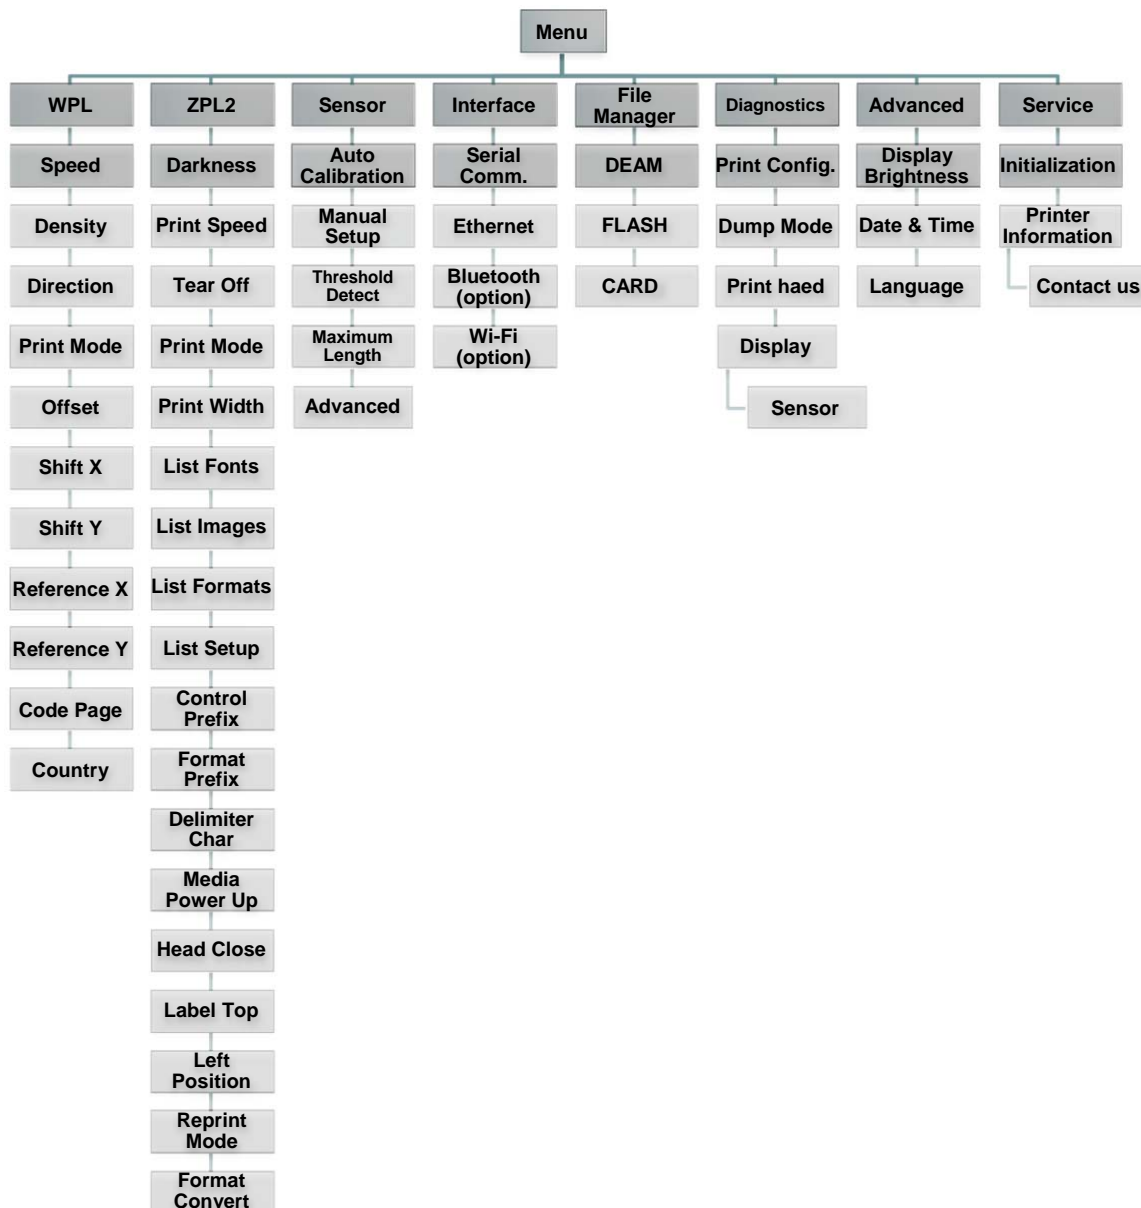 Menu
WPL
Speed
Density
Direction
Print Mode
Offset
Shift X
Shift Y
Reference X
Reference Y
Code Page
Country
ZPL2
Darkness
Print Speed
Tear Off
Print Mode
Print Width
List Fonts
List Images
List Formats
List Setup
Control
Prefix
Format
Prefix
Delimiter
Char
Media
Power Up
Head Close
Label Top
Left
Position
Reprint
Mode
Format
Convert
Sensor
Auto
Calibration
Manual
Setup
Threshold
Detect
Maximum
Length
Advanced
Interface
Serial
Comm.
Ethernet
Bluetooth
(option)
Wi-Fi
(option)
File
Manager
DEAM
FLASH
CARD
Diagnostics
Print Config.
Dump Mode
Print haed
Display
Sensor
Advanced
Display
Brightness
Date & Time
Language
Service
Initialization
Printer
Information
Contact us